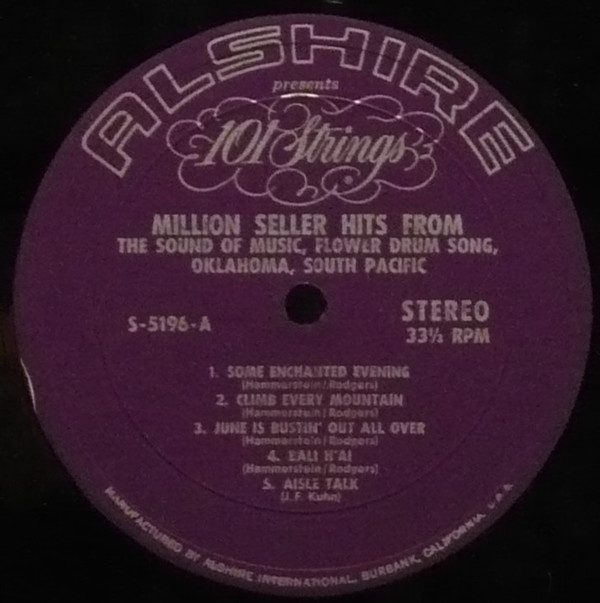 ALSHIRE
presents
101 Strings
MILLION SELLER HITS FROM
THE SOUND OF MUSIC, FLOWER DRUM SONG,
OKLAHOMA, SOUTH PACIFIC
S-5196-A
STEREO
33⅓ RPM
1. SOME ENCHANTED EVENING
(Hammerstein/Rodgers)
2. CLIMB EVERY MOUNTAIN
(Hammerstein/Rodgers)
3. JUNE IS BUSTIN' OUT ALL OVER
(Hammerstein/Rodgers)
4. BALI H'AI
(Hammerstein/Rodgers)
5. AISLE TALK
(J.F. Kuhn)
MANUFACTURED BY ALSHIRE INTERNATIONAL, BURBANK, CALIFORNIA, U.S.A.